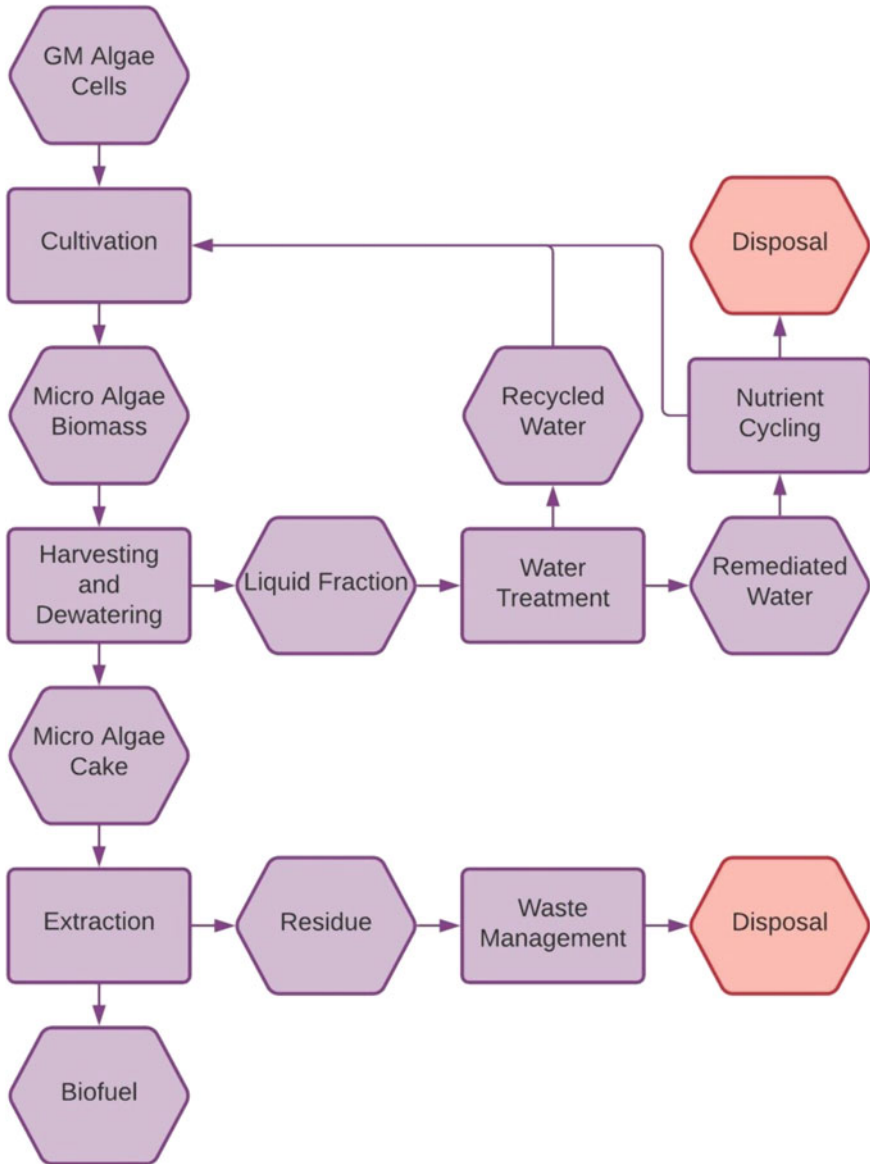 GM Algae
Cells
Cultivation
Disposal
Micro Algae
Biomass
Recycled
Water
Nutrient
Cycling
Harvesting
and
Dewatering
Liquid Fraction
Water
Treatment
Remediated
Water
Micro Algae
Cake
Extraction
Residue
Waste
Management
Disposal
Biofuel